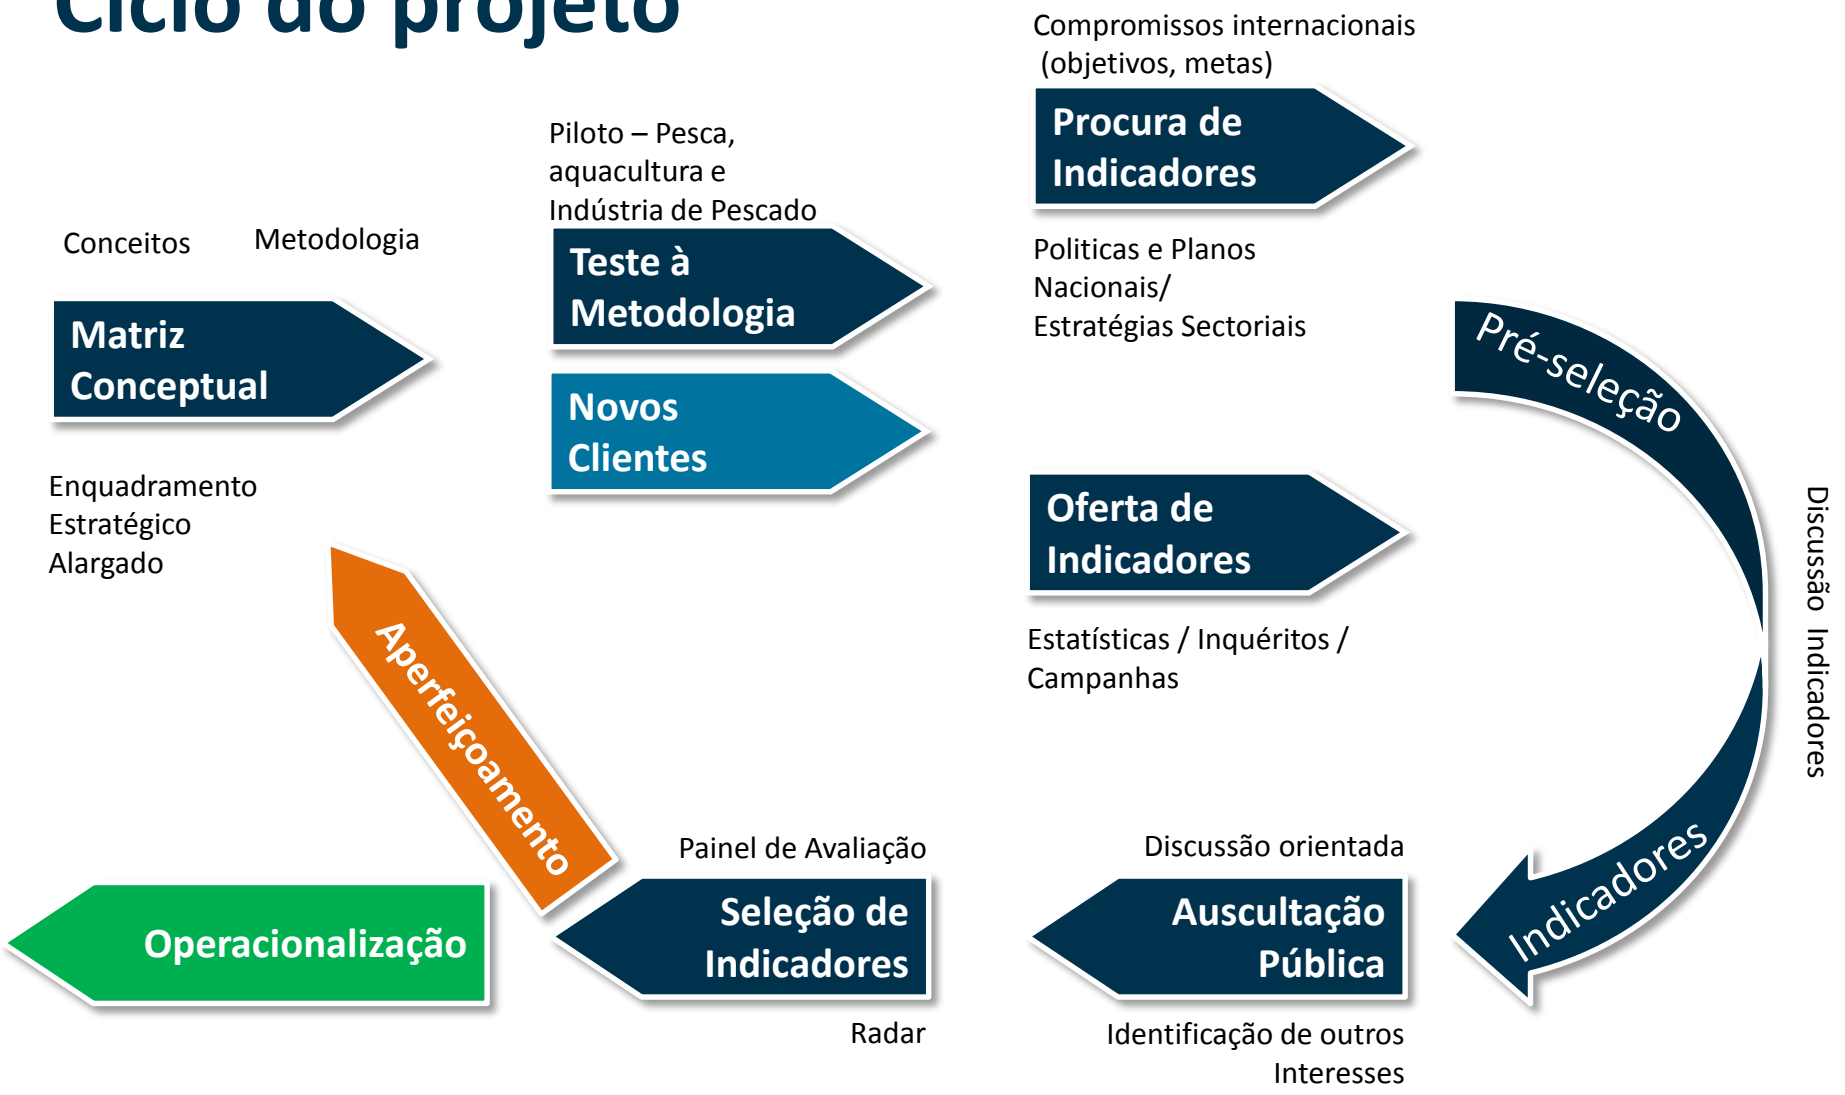 Ciclo do projeto
Compromissos internacionais
(objetivos, metas)
Procura de
Indicadores
Politicas e Planos
Nacionais/
Estratégias Sectoriais
Piloto – Pesca,
aquacultura e
Indústria de Pescado
Teste à
Metodologia
Novos
Clientes
Conceitos
Metodologia
Matriz
Conceptual
Enquadramento
Estratégico
Alargado
Oferta de
Indicadores
Estatísticas / Inquéritos /
Campanhas
Pré-seleção
Indicadores
Discussão Indicadores
Aperfeiçoamento
Discussão orientada
Auscultação
Pública
Identificação de outros
Interesses
Painel de Avaliação
Seleção de
Indicadores
Radar
Operacionalização